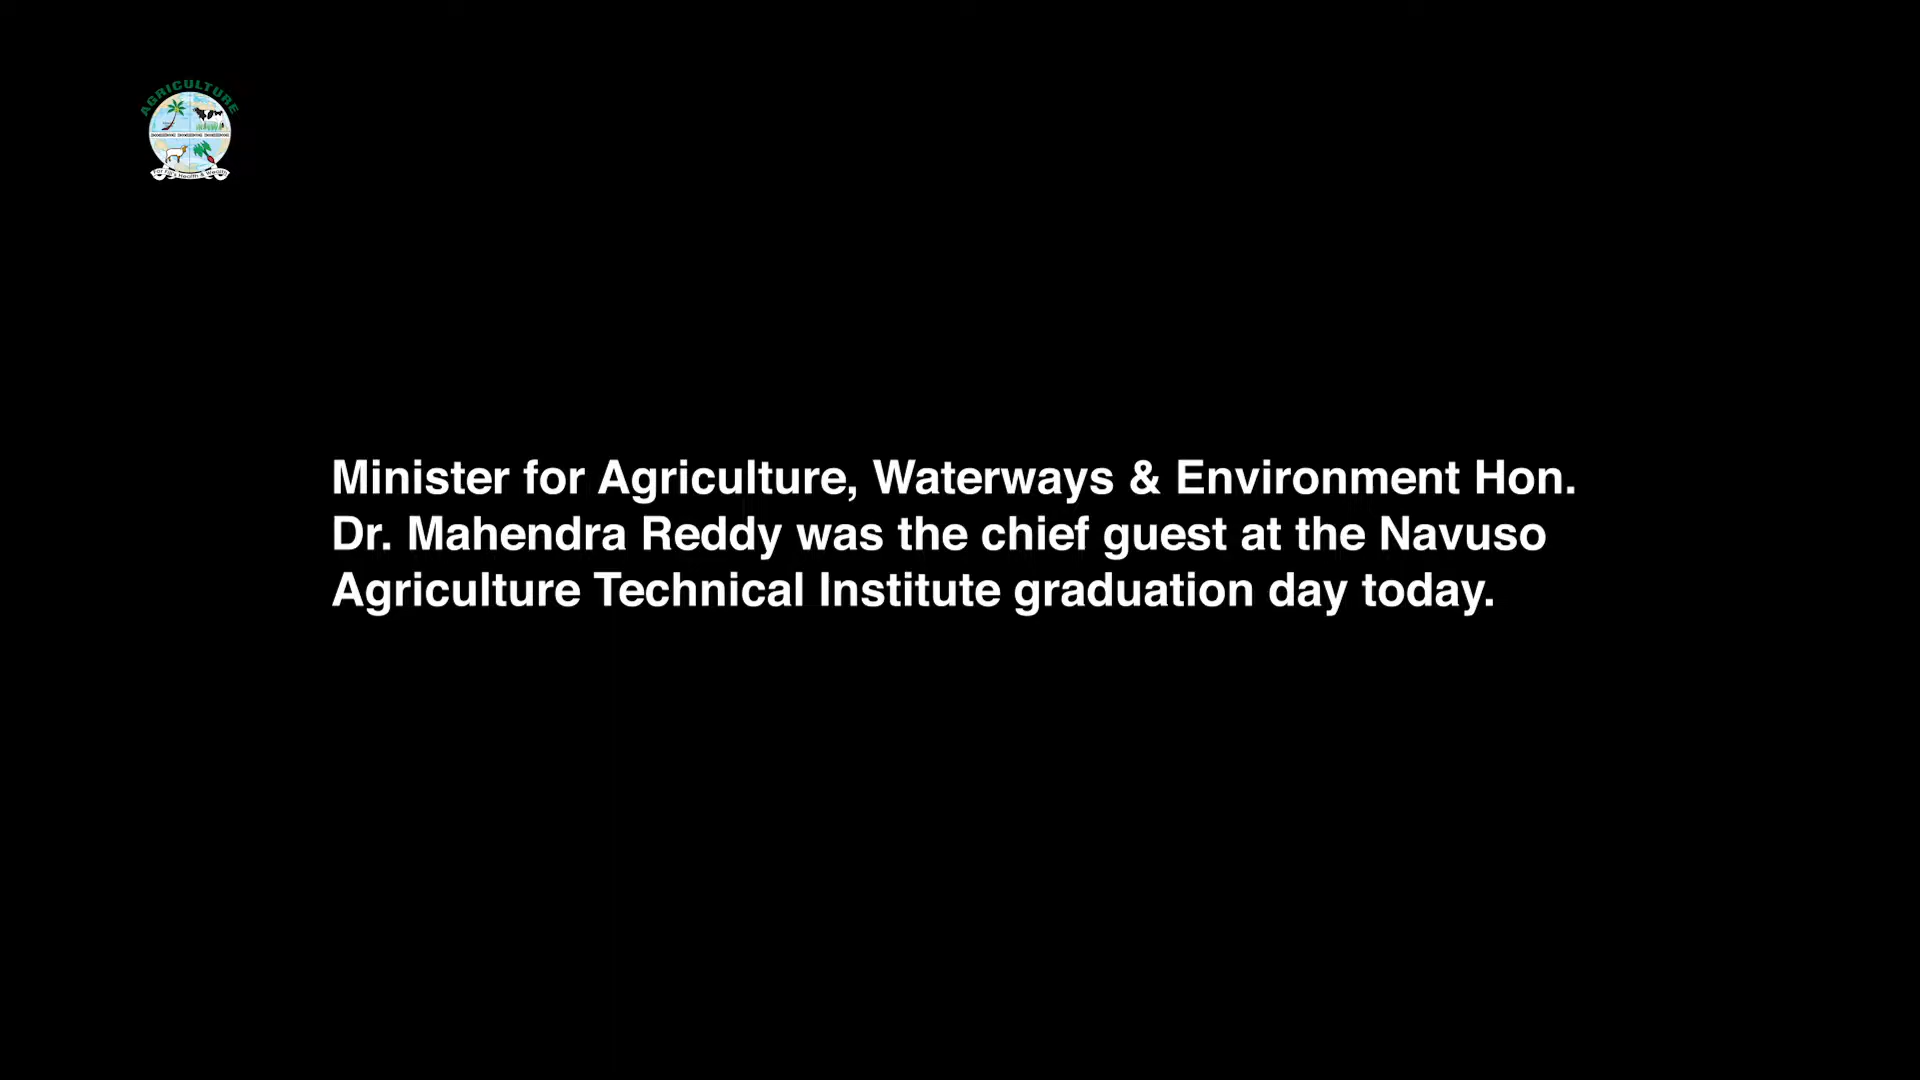 AGRICULTURE
Minister for Agriculture, Waterways & Environment Hon.
Dr. Mahendra Reddy was the chief guest at the Navuso
Agriculture Technical Institute graduation day today.